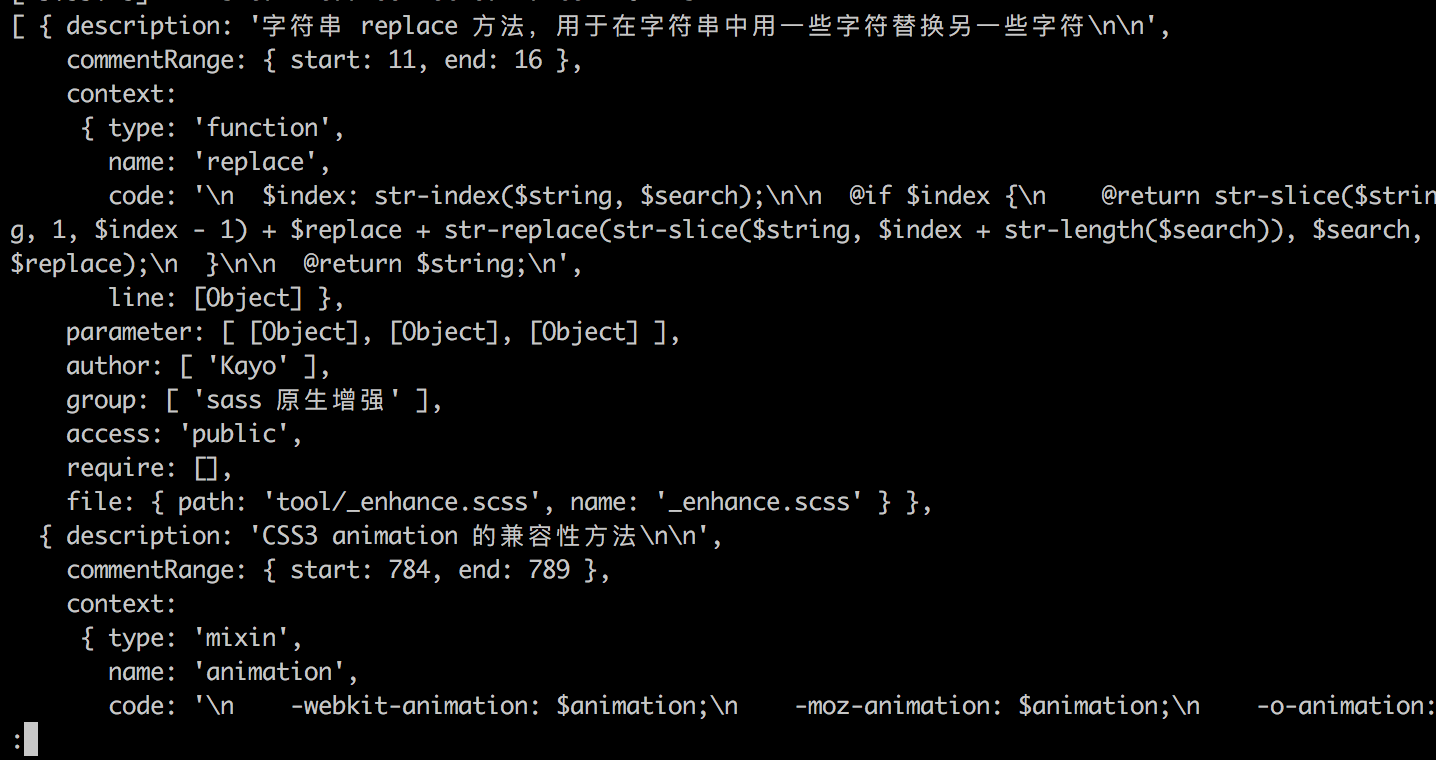 [ { description: '字符串 replace 方法, 用于在字符串中用一些字符替换另一些字符\n\n',
commentRange: { start: 11, end: 16 },
context:
{ type: 'function',
name: 'replace',
code: '\n  $index: str-index($string, $search);\n\n  @if $index {\n    @return str-slice($strin
g, 1, $index - 1) + $replace + str-replace(str-slice($string, $index + str-length($search)), $search,
$replace);\n  }\n\n  @return $string;\n',
line: [Object] },
parameter: [ [Object], [Object], [Object] ],
author: [ 'Kayo' ],
group: [ 'sass 原生增强' ],
access: 'public',
require: [],
file: { path: 'tool/_enhance.scss', name: '_enhance.scss' } },
{ description: 'CSS3 animation 的兼容性方法\n\n',
commentRange: { start: 784, end: 789 },
context:
{ type: 'mixin',
name: 'animation',
code: '\n    -webkit-animation: $animation;\n    -moz-animation: $animation;\n    -o-animation:
: